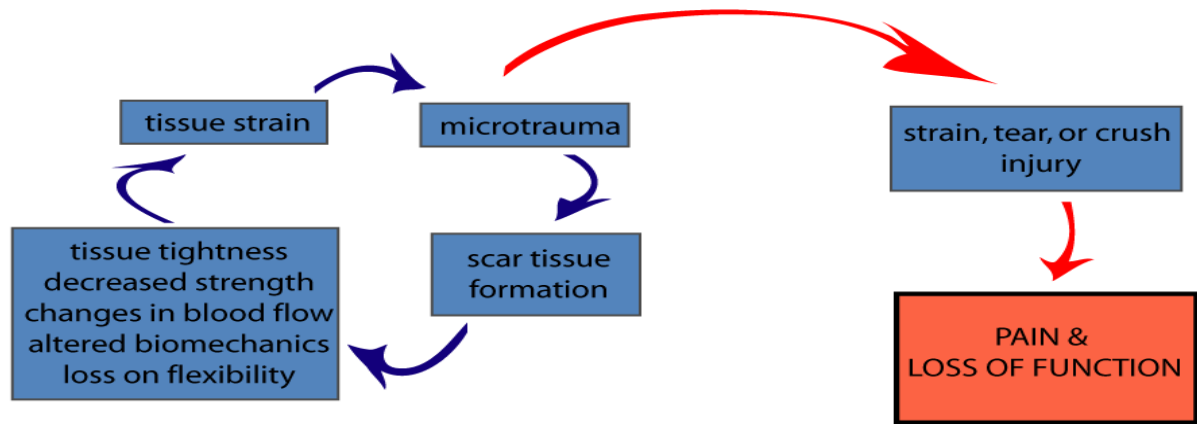 tissue strain
microtrauma
strain, tear, or crush
injury
tissue tightness
decreased strength
changes in blood flow
altered biomechanics
loss on flexibility
scar tissue
formation
PAIN &
LOSS OF FUNCTION